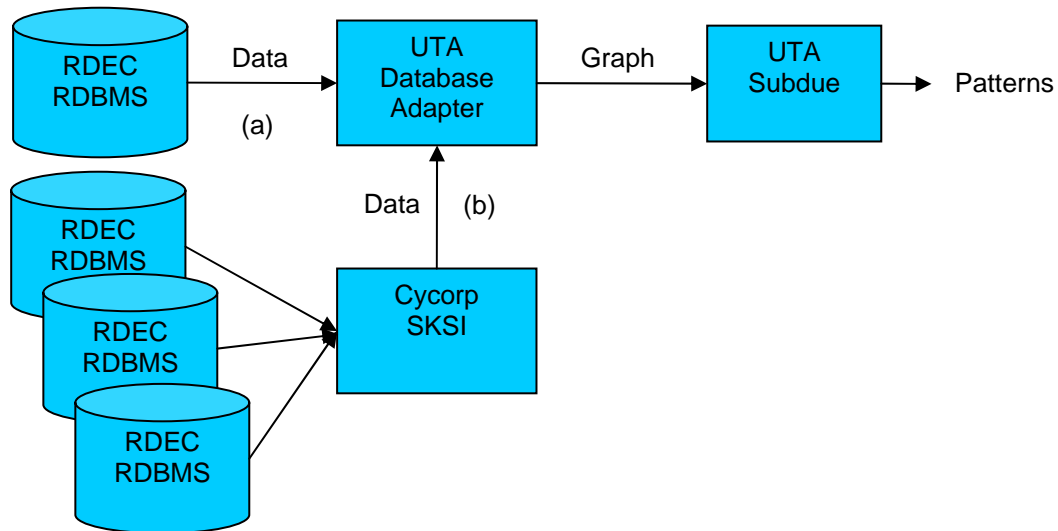 RDEC
RDBMS
Data
(a)
UTA
Database
Adapter
Graph
UTA
Subdue
Patterns
RDEC
RDBMS
Data
(b)
RDEC
RDBMS
Cycorp
SKSI
RDEC
RDBMS